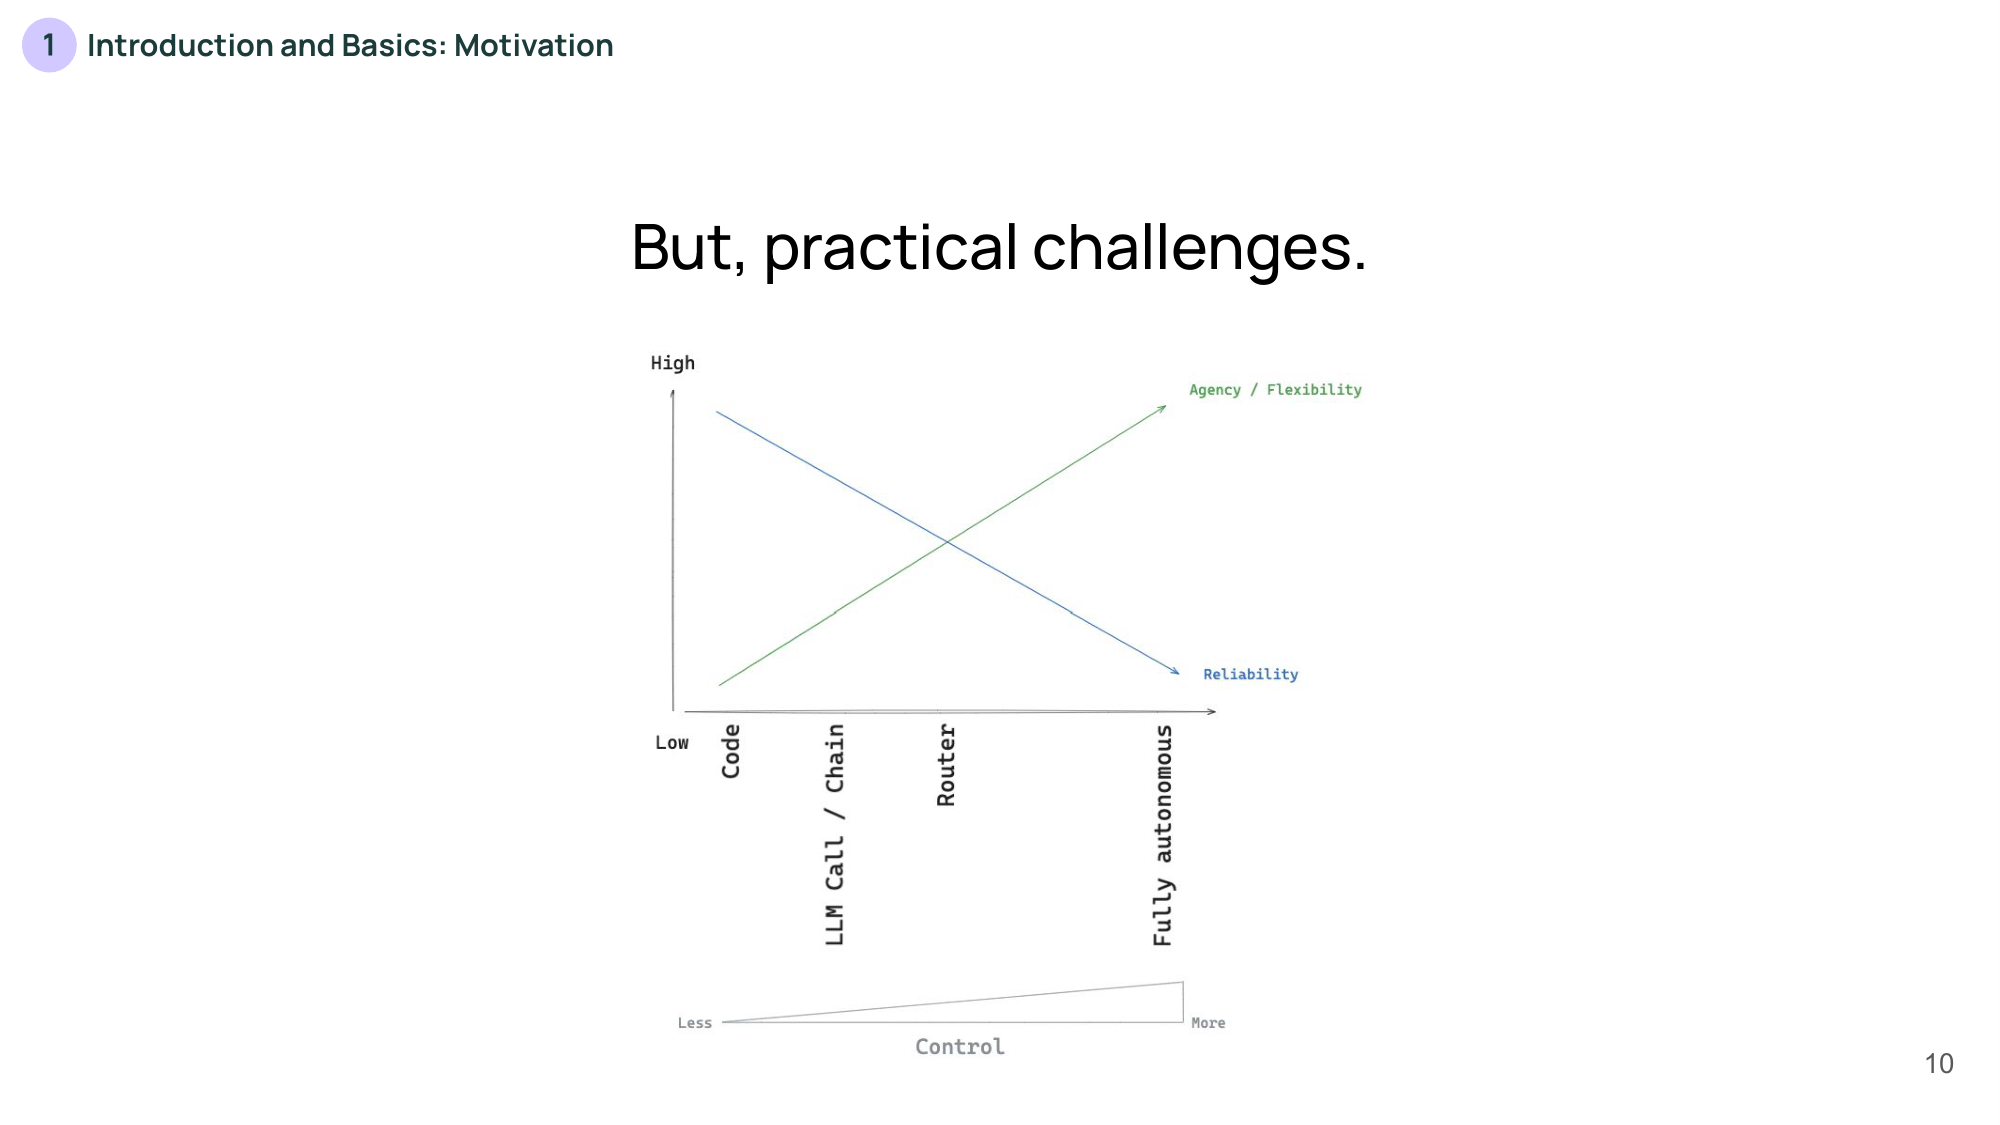 1 Introduction and Basics: Motivation
But, practical challenges.
High
Agency / Flexibility
Reliability
Low
Code
LLM Call / Chain
Router
Fully autonomous
Less
More
Control
10